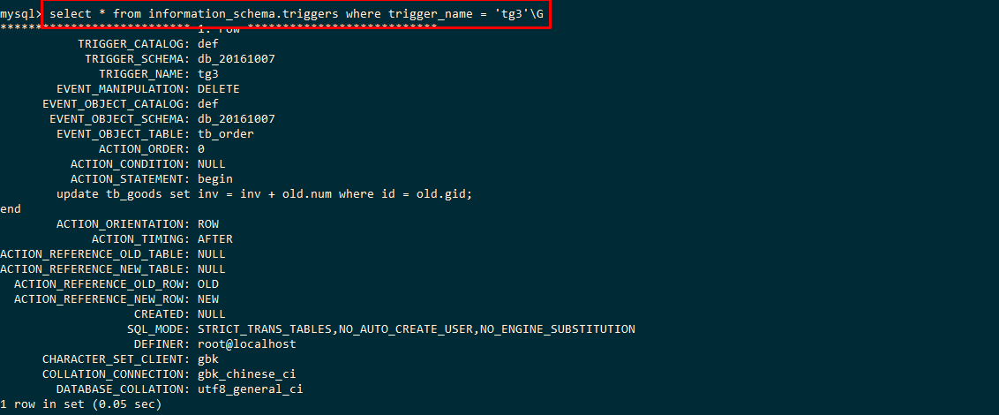 mysql> select * from information_schema.triggers where trigger_name = 'tg3'\G
*************************** 1. row ***************************
TRIGGER_CATALOG: def
TRIGGER_SCHEMA: db_20161007
TRIGGER_NAME: tg3
EVENT_MANIPULATION: DELETE
EVENT_OBJECT_CATALOG: def
EVENT_OBJECT_SCHEMA: db_20161007
EVENT_OBJECT_TABLE: tb_order
ACTION_ORDER: 0
ACTION_CONDITION: NULL
ACTION_STATEMENT: begin
update tb_goods set inv = inv + old.num where id = old.gid;
end
ACTION_ORIENTATION: ROW
ACTION_TIMING: AFTER
ACTION_REFERENCE_OLD_TABLE: NULL
ACTION_REFERENCE_NEW_TABLE: NULL
ACTION_REFERENCE_OLD_ROW: OLD
ACTION_REFERENCE_NEW_ROW: NEW
CREATED: NULL
SQL_MODE: STRICT_TRANS_TABLES,NO_AUTO_CREATE_USER,NO_ENGINE_SUBSTITUTION
DEFINER: root@localhost
CHARACTER_SET_CLIENT: gbk
COLLATION_CONNECTION: gbk_chinese_ci
DATABASE_COLLATION: utf8_general_ci
1 row in set (0.05 sec)